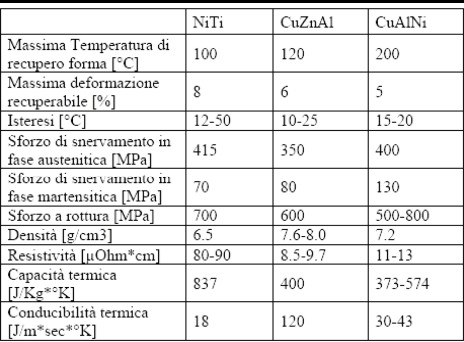 NiTi CuZnAl CuAlNi
Massima Temperatura di
recupero forma [°C] 100 120 200
Massima deformazione
recuperabile [%] 8 6 5
Isteresi [°C] 12-50 10-25 15-20
Sforzo di snervamento in
fase austenitica [MPa] 415 350 400
Sforzo di snervamento in
fase martensitica [MPa] 70 80 130
Sforzo a rottura [MPa] 700 600 500-800
Densità [g/cm3] 6.5 7.6-8.0 7.2
Resistività [µOhm*cm] 80-90 8.5-9.7 11-13
Capacità termica
[J/Kg*°K] 837 400 373-574
Conducibilità termica
[J/m*sec*°K] 18 120 30-43